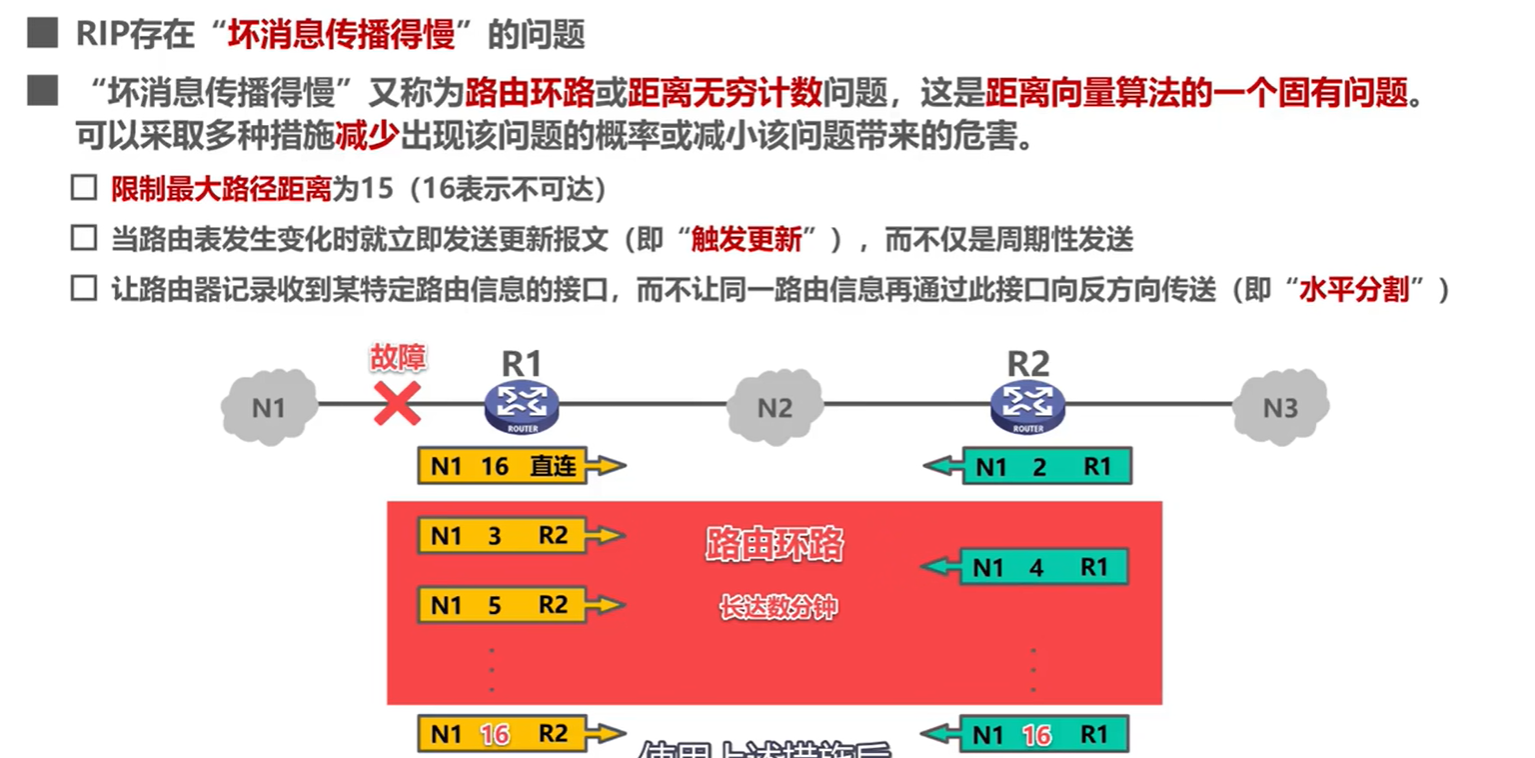 RIP存在“坏消息传播得慢”的问题
“坏消息传播得慢”又称为路由环路或距离无穷计数问题，这是距离向量算法的一个固有问题。
可以采取多种措施减少出现该问题的概率或减小该问题带来的危害。
限制最大路径距离为15（16表示不可达）
当路由表发生变化时就立即发送更新报文（即“触发更新”），而不仅是周期性发送
让路由器记录收到某特定路由信息的接口，而不让同一路由信息再通过此接口向反方向传送（即“水平分割”）
故障 R1 R2
N1 N2 N3
ROUTER ROUTER
N1 16 直连 N1 2 R1
N1 3 R2 路由环路
N1 4 R1
N1 5 R2 长达数分钟
N1 16 R2 N1 16 R1
使用上述措施后